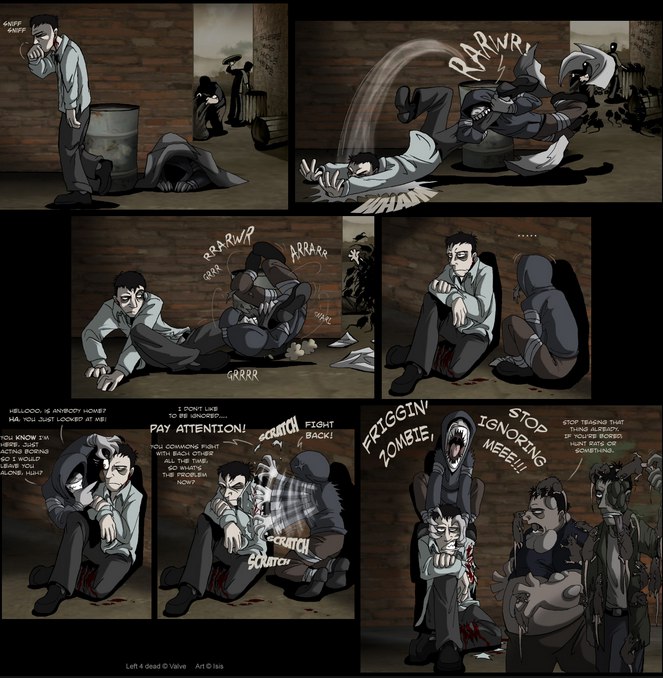 SNIFF
SNIFF
RARWR!
WHAM
RRARWR
GRRR
ARRARR
GNARL
GRRRR
.....
HELLOOO, IS ANYBODY HOME?
HA, YOU JUST LOOKED AT ME!
YOU KNOW I'M
HERE, JUST
ACTING BORING
SO I WOULD
LEAVE YOU
ALONE, HUH?
I DON'T LIKE
TO BE IGNORED....
PAY ATTENTION!
YOU COMMONS FIGHT
WITH EACH OTHER
ALL THE TIME,
SO WHAT'S
THE PROBLEM
NOW?
SCRATCH
FIGHT
BACK!
SCRATCH
SCRATCH
FRIGGIN'
ZOMBIE,
STOP
IGNORING
MEEE!!!
STOP TEASING THAT
THING ALREADY.
IF YOU'RE BORED,
HUNT RATS OR
SOMETHING.
Left 4 dead © Valve Art © Isis